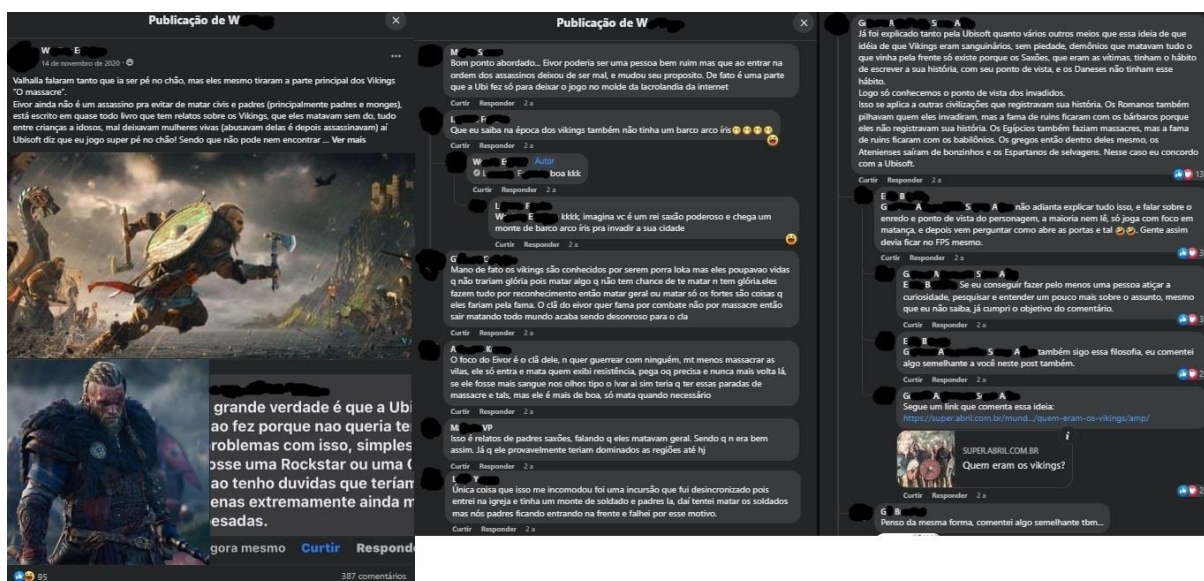 Publicação de W
W E
14 de novembro de 2020 ·
Valhalla falaram tanto que ia ser pé no chão, mas eles mesmo tiraram a parte principal dos Vikings
"O massacre".
Eivor ainda não é um assassino pra evitar de matar civis e padres (principalmente padres e monges),
está escrito em quase todo livro que tem relatos sobre os Vikings, que eles matavam sem do, tudo
entre crianças a idosos, mal deixavam mulheres vivas (abusavam delas é depois assassinavam) aí
Ubisoft diz que eu jogo super pé no chão! Sendo que não pode nem encontrar ... Ver mais
grande verdade é que a Ubi
ao fez porque nao queria te
problemas com isso, simples
osse uma Rockstar ou uma
ao tenho duvidas que teríam
enas extremamente ainda m
esadas.
gora mesmo Curtir Respond
95 387 comentários
Publicação de W
M S
Bom ponto abordado... Eivor poderia ser uma pessoa bem ruim mas que ao entrar na
ordem dos assassinos deixou de ser mal, e mudou seu proposito. De fato é uma parte
que a Ubi fez só para deixar o jogo no molde da lacrolandia da internet
Curtir Responder 2 a
L F
Que eu saiba na época dos vikings também não tinha um barco arco íris
Curtir Responder 2 a
W E Autor
L F boa kkk
Curtir Responder 2 a
L F
W E kkkk, imagina vc é um rei saxão poderoso e chega um
monte de barco arco íris pra invadir a sua cidade
Curtir Responder 2 a
G
Mano de fato os vikings são conhecidos por serem porra loka mas eles poupavao vidas
q não trariam glória pois matar algo q não tem chance de te matar n tem glória.eles
fazem tudo por reconhecimento então matar geral ou matar só os fortes são coisas q
eles fariam pela fama. O clã do eivor quer fama por combate não por massacre então
sair matando todo mundo acaba sendo desonroso para o cla
Curtir Responder 2 a
A K
O foco do Eivor é o clã dele, n quer guerrear com ninguém, mt menos massacrar as
vilas, ele só entra e mata quem exibi resistência, pega oq precisa e nunca mais volta lá,
se ele fosse mais sangue nos olhos tipo o Ivar ai sim teria q ter essas paradas de
massacre e tals, mas ele é mais de boa, só mata quando necessário
Curtir Responder 2 a
M VP
Isso é relatos de padres saxões, falando q eles matavam geral. Sendo q n era bem
assim. Já q ele provavelmente teriam dominados as regiões até hj
Curtir Responder 2 a
L Y
Única coisa que isso me incomodou foi uma incursão que fui desincronizado pois
entrei na igreja e tinha um monte de soldado e padres la, daí tentei matar os soldados
mas nós padres ficando entrando na frente e falhei por esse motivo.
Curtir Responder 2 a
G A S A
Já foi explicado tanto pela Ubisoft quanto vários outros meios que essa ideia de que
idéia de que Vikings eram sanguinários, sem piedade, demônios que matavam tudo o
que vinha pela frente só existe porque os Saxões, que eram as vítimas, tinham o hábito
de escrever a sua história, com seu ponto de vista, e os Daneses não tinham esse
hábito.
Logo só conhecemos o ponto de vista dos invadidos.
Isso se aplica a outras civilizações que registravam sua história. Os Romanos também
pilhavam quem eles invadiram, mas a fama de ruins ficaram com os bárbaros porque
eles não registravam sua história. Os Egípcios também faziam massacres, mas a fama
de ruins ficaram com os babilônios. Os gregos então dentro deles mesmo, os
Atenienses saíram de bonzinhos e os Espartanos de selvagens. Nesse caso eu concordo
com a Ubisoft.
Curtir Responder 2 a 13
E B
G A S A não adianta explicar tudo isso, e falar sobre o
enredo e ponto de vista do personagem, a maioria nem lê, só joga com foco em
matança, e depois vem perguntar como abre as portas e tal . Gente assim
devia ficar no FPS mesmo.
Curtir Responder 2 a 3
G A S A
E B Se eu conseguir fazer pelo menos uma pessoa atiçar a
curiosidade, pesquisar e entender um pouco mais sobre o assunto, mesmo
que eu não saiba, já cumpri o objetivo do comentário.
Curtir Responder 2 a 3
E B
G A S A também sigo essa filosofia, eu comentei
algo semelhante a você neste post também.
Curtir Responder 2 a 2
G A S A
Segue um link que comenta essa ideia:
https://super.abril.com.br/mund.../quem-eram-os-vikings/amp/
SUPER.ABRIL.COM.BR
Quem eram os vikings?
Curtir Responder 2 a 2
G B
Penso da mesma forma, comentei algo semelhante tbm...